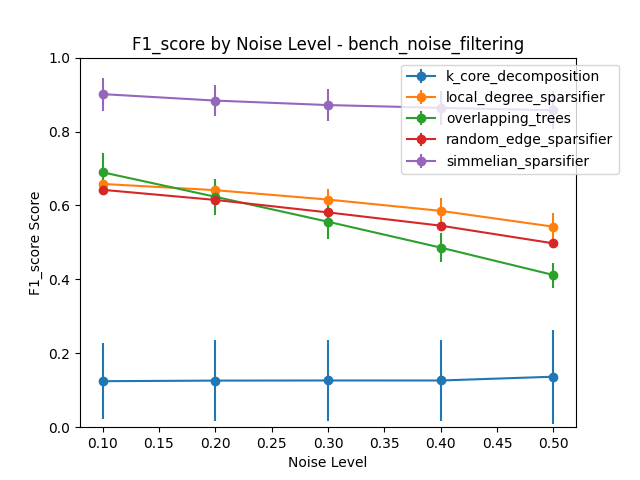 F1_score by Noise Level - bench_noise_filtering
k_core_decomposition
local_degree_sparsifier
overlapping_trees
random_edge_sparsifier
simmelian_sparsifier
F1_score Score
1.0
0.8
0.6
0.4
0.2
0.0
0.10 0.15 0.20 0.25 0.30 0.35 0.40 0.45 0.50
Noise Level